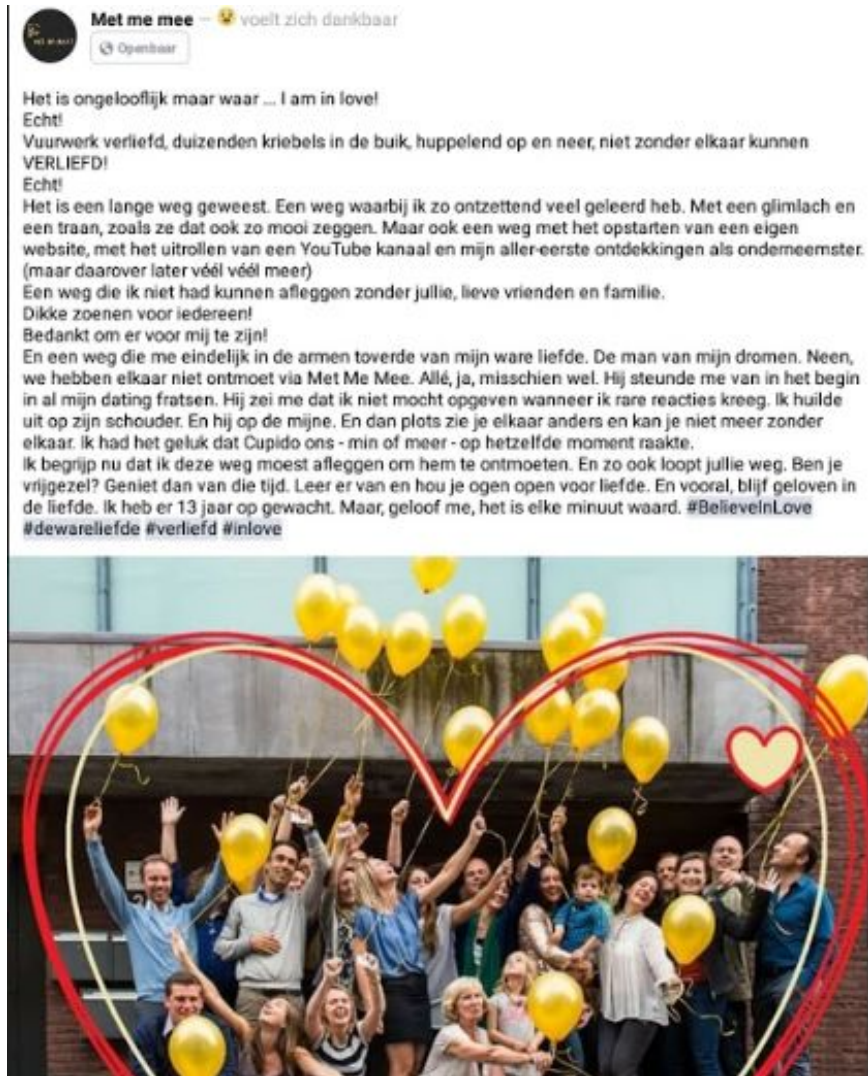 Met me mee — voelt zich dankbaar
Openbaar
Het is ongelooflijk maar waar ... I am in love!
Echt!
Vuurwerk verliefd, duizenden kriebels in de buik, huppelend op en neer, niet zonder elkaar kunnen
VERLIEFD!
Echt!
Het is een lange weg geweest. Een weg waarbij ik zo ontzettend veel geleerd heb. Met een glimlach en
een traan, zoals ze dat ook zo mooi zeggen. Maar ook een weg met het opstarten van een eigen
website, met het uitrollen van een YouTube kanaal en mijn aller-eerste ontdekkingen als onderneemster.
(maar daarover later véél véél meer)
Een weg die ik niet had kunnen afleggen zonder jullie, lieve vrienden en familie.
Dikke zoenen voor iedereen!
Bedankt om er voor mij te zijn!
En een weg die me eindelijk in de armen toverde van mijn ware liefde. De man van mijn dromen. Neen,
we hebben elkaar niet ontmoet via Met Me Mee. Allé, ja, misschien wel. Hij steunde me van in het begin
in al mijn dating fratsen. Hij zei me dat ik niet mocht opgeven wanneer ik rare reacties kreeg. Ik huilde
uit op zijn schouder. En hij op de mijne. En dan plots zie je elkaar anders en kan je niet meer zonder
elkaar. Ik had het geluk dat Cupido ons - min of meer - op hetzelfde moment raakte.
Ik begrijp nu dat ik deze weg moest afleggen om hem te ontmoeten. En zo ook loopt jullie weg. Ben je
vrijgezel? Geniet dan van die tijd. Leer er van en hou je ogen open voor liefde. En vooral, blijf geloven in
de liefde. Ik heb er 13 jaar op gewacht. Maar, geloof me, het is elke minuut waard. #BelieveInLove
#dewareliefde #verliefd #inlove